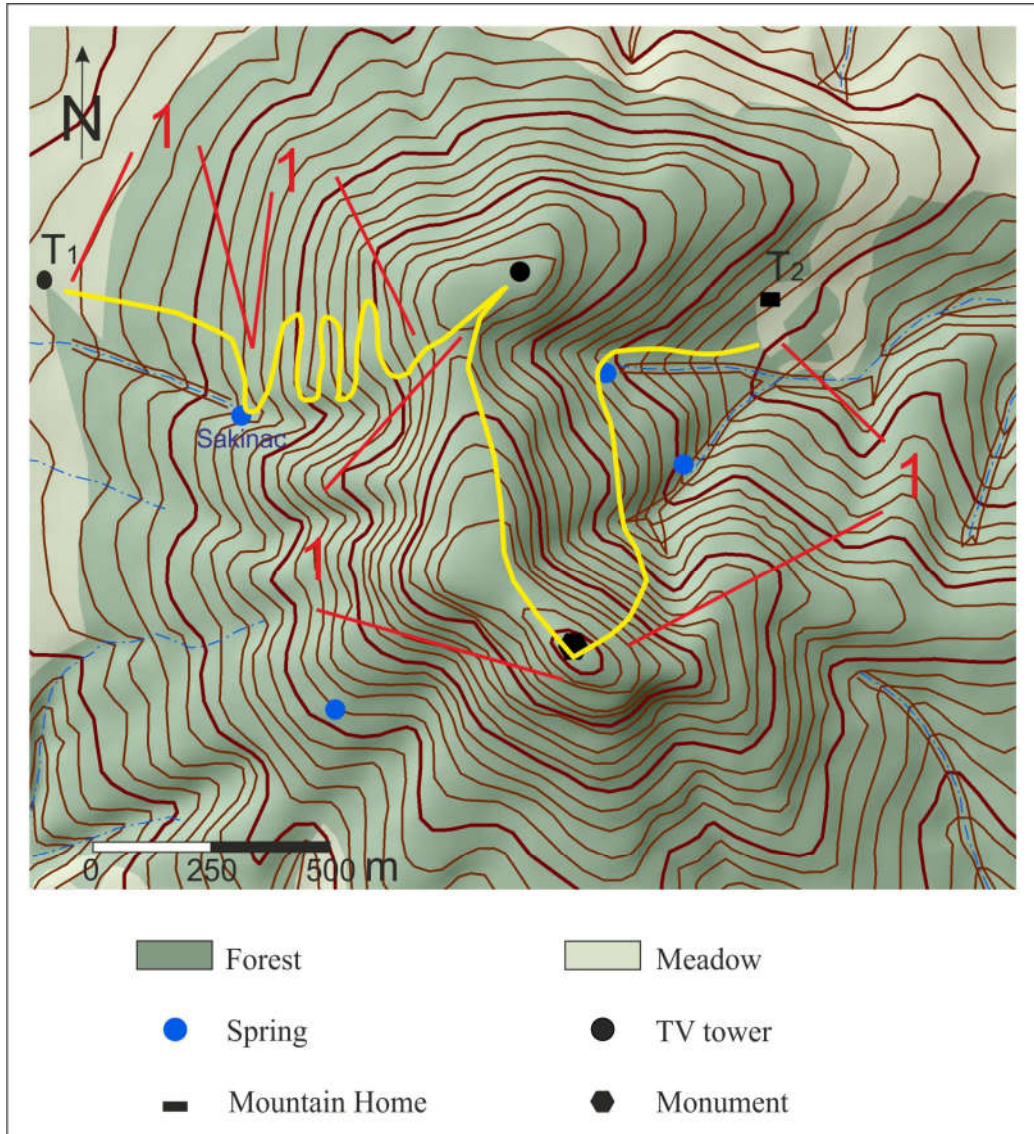 N
1
1
T1
T2
Sakinac
1
1
0 250 500 m
Forest
Meadow
Spring
TV tower
Mountain Home
Monument